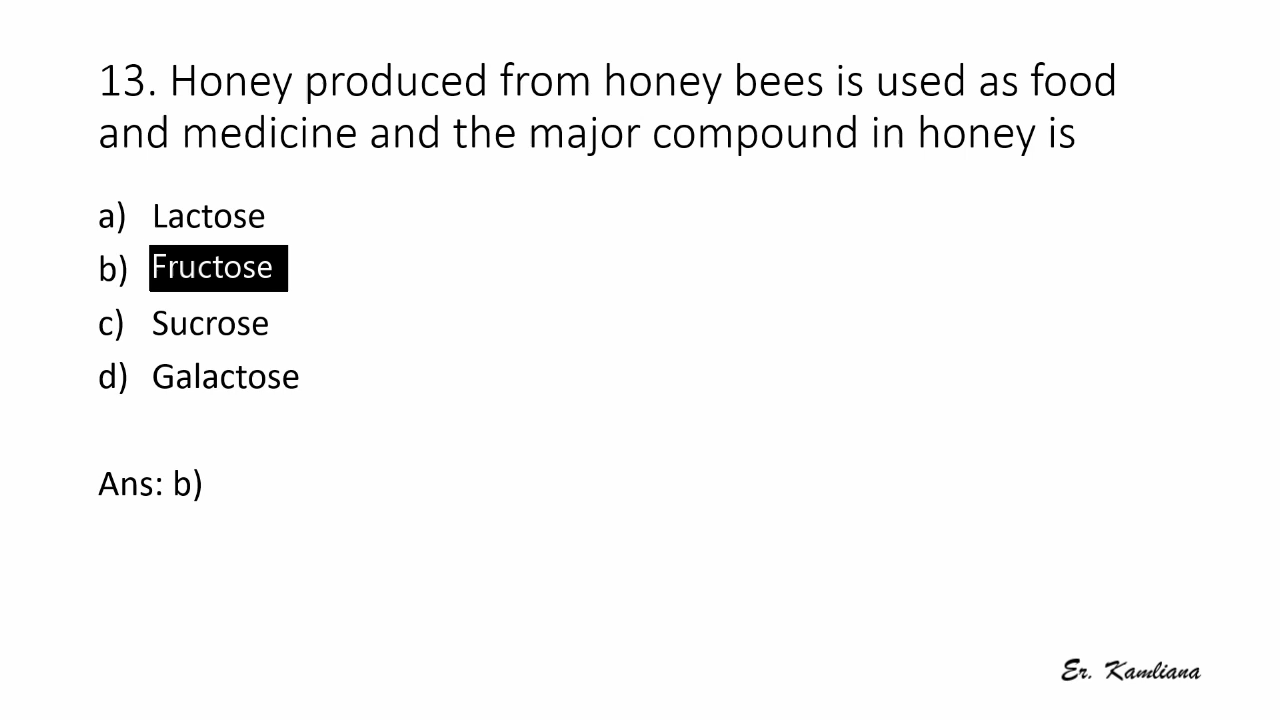 13. Honey produced from honey bees is used as food
and medicine and the major compound in honey is
a) Lactose
b) Fructose
c) Sucrose
d) Galactose
Ans: b)
Er. Kamliana